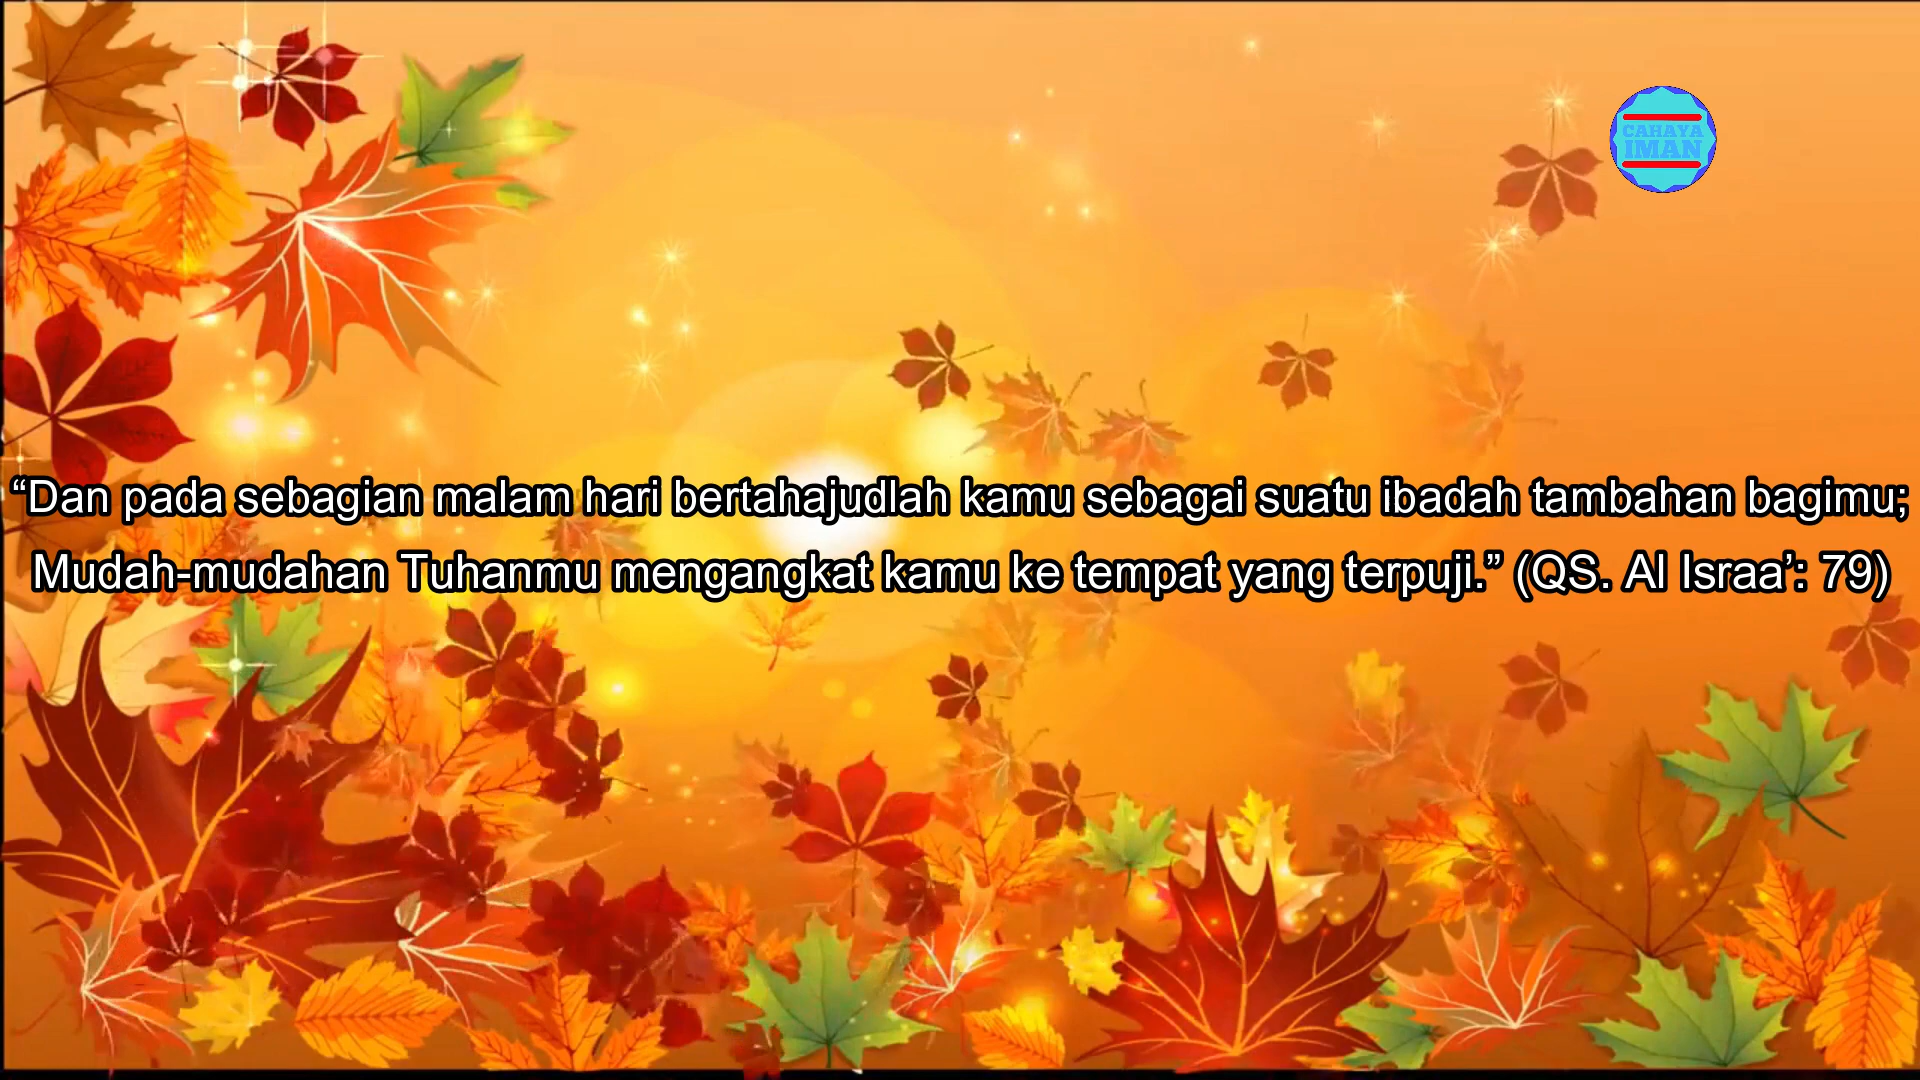 CAHAYA
IMAN
“Dan pada sebagian malam hari bertahajudlah kamu sebagai suatu ibadah tambahan bagimu;
Mudah-mudahan Tuhanmu mengangkat kamu ke tempat yang terpuji.” (QS. Al Israa’: 79)